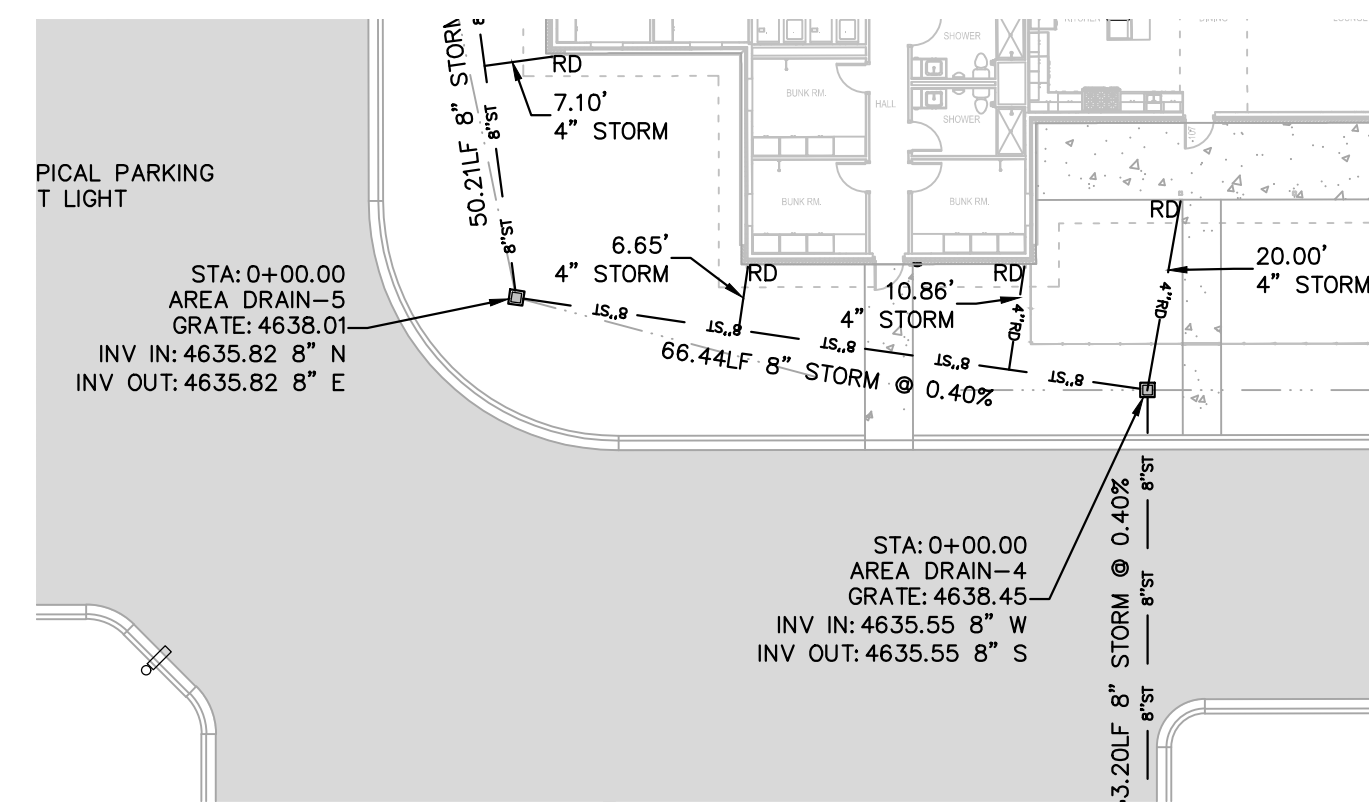 KITCHEN
DINING
LOUNGE
8"
8" STORM
50.21LF 8" STORM
RD
7.10'
4" STORM
8"ST
8"ST
SHOWER
BUNK RM.
HALL
SHOWER
BUNK RM.
BUNK RM.
107
PICAL PARKING
T LIGHT
STA: 0+00.00
AREA DRAIN-5
GRATE: 4638.01
INV IN: 4635.82 8" N
INV OUT: 4635.82 8" E
6.65'
4" STORM
RD
10.86'
4" STORM
RD
4"RD
RD
20.00'
4" STORM
4"RD
8"ST
8"ST
8"ST
8"ST
8"ST
66.44LF 8" STORM @ 0.40%
STA: 0+00.00
AREA DRAIN-4
GRATE: 4638.45
INV IN: 4635.55 8" W
INV OUT: 4635.55 8" S
3.20LF 8" STORM @ 0.40%
8"ST
8"ST
8"ST